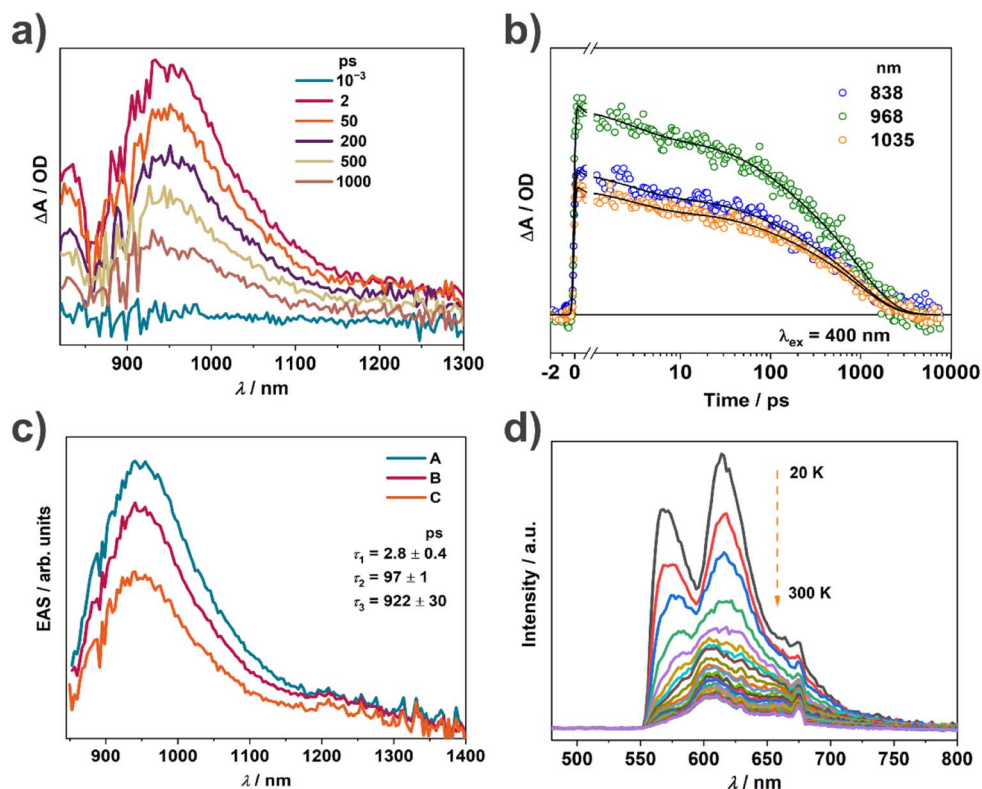 a)
ΔA / OD
ps
10⁻³
2
50
200
500
1000
900 1000 1100 1200 1300
λ / nm
b)
ΔA / OD
nm
838
968
1035
λex = 400 nm
-2 0 10 100 1000 10000
Time / ps
c)
EAS / arb. units
A
B
C
ps
τ1 = 2.8 ± 0.4
τ2 = 97 ± 1
τ3 = 922 ± 30
900 1000 1100 1200 1300 1400
λ / nm
d)
Intensity / a.u.
20 K
300 K
500 550 600 650 700 750 800
λ / nm